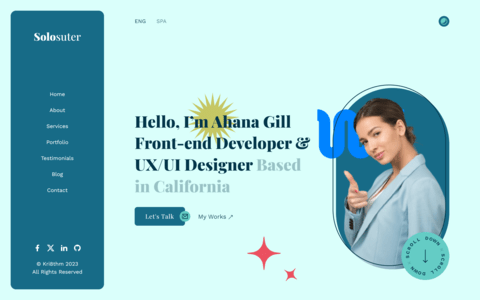 Solosuter
Home
About
Services
Portfolio
Testimonials
Blog
Contact
© KriBthm 2023
All Rights Reserved
ENG SPA
Hello, I'm Ahana Gill
Front-end Developer &
UX/UI Designer Based
in California
Let's Talk
My Works ↗
SCROLL DOWN · SCROLL DOWN ·